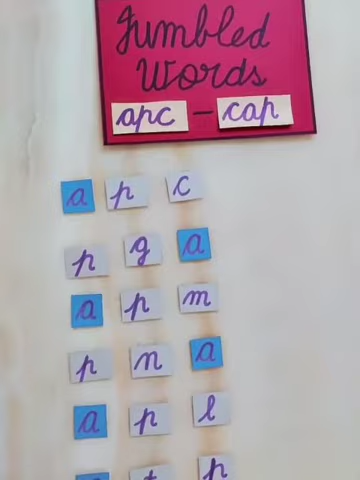 Jumbled
Words
apc - cap
a p c
p g a
a p m
p n a
a p l
t p